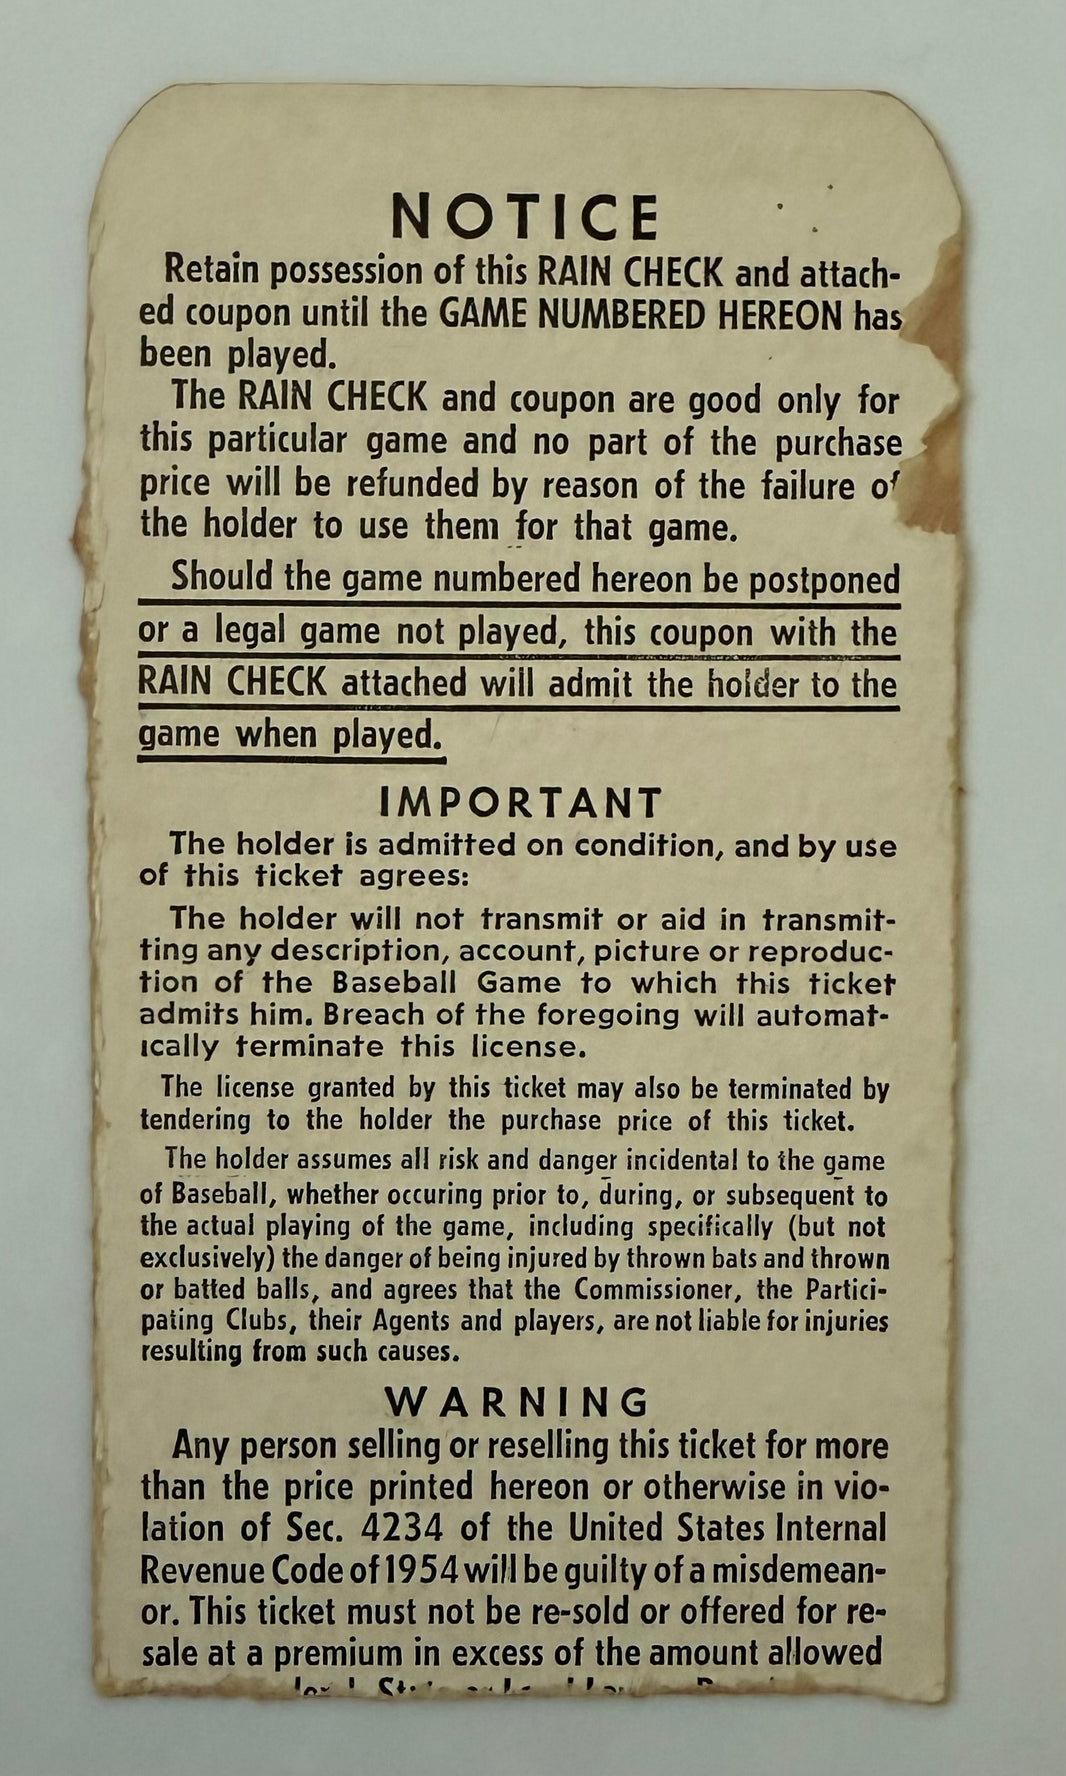 NOTICE
Retain possession of this RAIN CHECK and attach-
ed coupon until the GAME NUMBERED HEREON has
been played.
The RAIN CHECK and coupon are good only for
this particular game and no part of the purchase
price will be refunded by reason of the failure of
the holder to use them for that game.
Should the game numbered hereon be postponed
or a legal game not played, this coupon with the
RAIN CHECK attached will admit the holder to the
game when played.
IMPORTANT
The holder is admitted on condition, and by use
of this ticket agrees:
The holder will not transmit or aid in transmit-
ting any description, account, picture or reproduc-
tion of the Baseball Game to which this ticket
admits him. Breach of the foregoing will automat-
ically terminate this license.
The license granted by this ticket may also be terminated by
tendering to the holder the purchase price of this ticket.
The holder assumes all risk and danger incidental to the game
of Baseball, whether occuring prior to, during, or subsequent to
the actual playing of the game, including specifically (but not
exclusively) the danger of being injured by thrown bats and thrown
or batted balls, and agrees that the Commissioner, the Partici-
pating Clubs, their Agents and players, are not liable for injuries
resulting from such causes.
WARNING
Any person selling or reselling this ticket for more
than the price printed hereon or otherwise in vio-
lation of Sec. 4234 of the United States Internal
Revenue Code of 1954 will be guilty of a misdemean-
or. This ticket must not be re-sold or offered for re-
sale at a premium in excess of the amount allowed